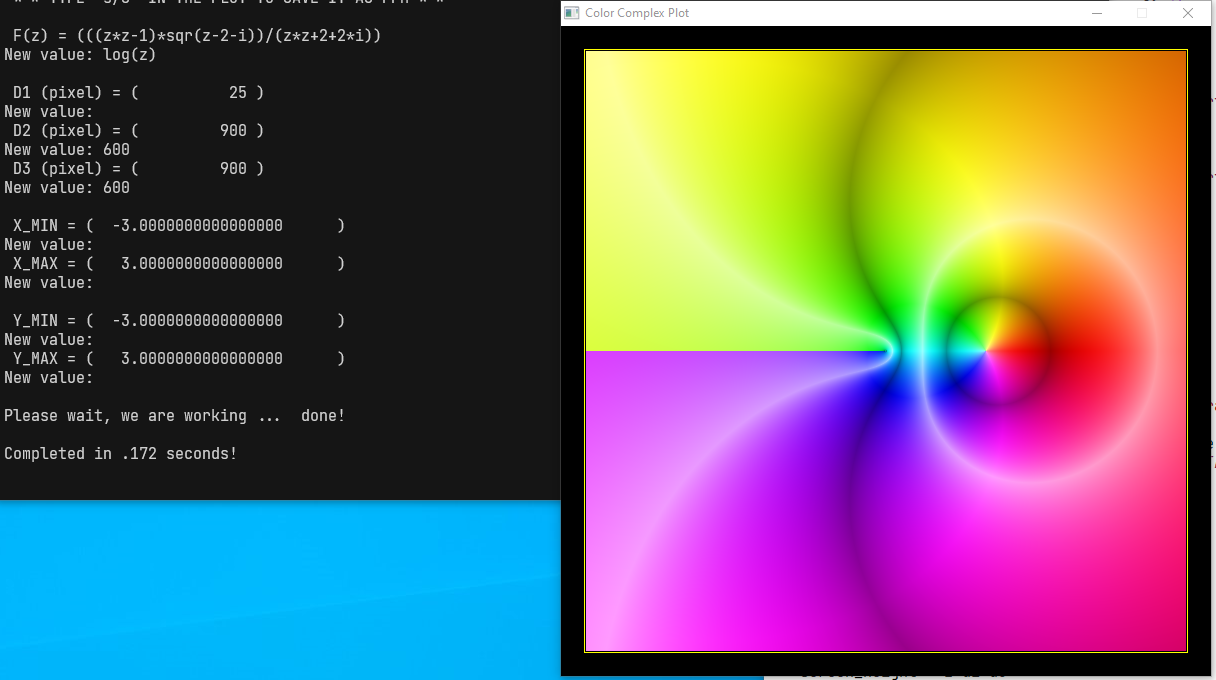 F(z) = (((z*z-1)*sqr(z-2-i))/(z*z+2+2*i))
New value: log(z)
D1 (pixel) = ( 25 )
New value:
D2 (pixel) = ( 900 )
New value: 600
D3 (pixel) = ( 900 )
New value: 600
X_MIN = ( -3.0000000000000000 )
New value:
X_MAX = ( 3.0000000000000000 )
New value:
Y_MIN = ( -3.0000000000000000 )
New value:
Y_MAX = ( 3.0000000000000000 )
New value:
Please wait, we are working ... done!
Completed in .172 seconds!
Color Complex Plot